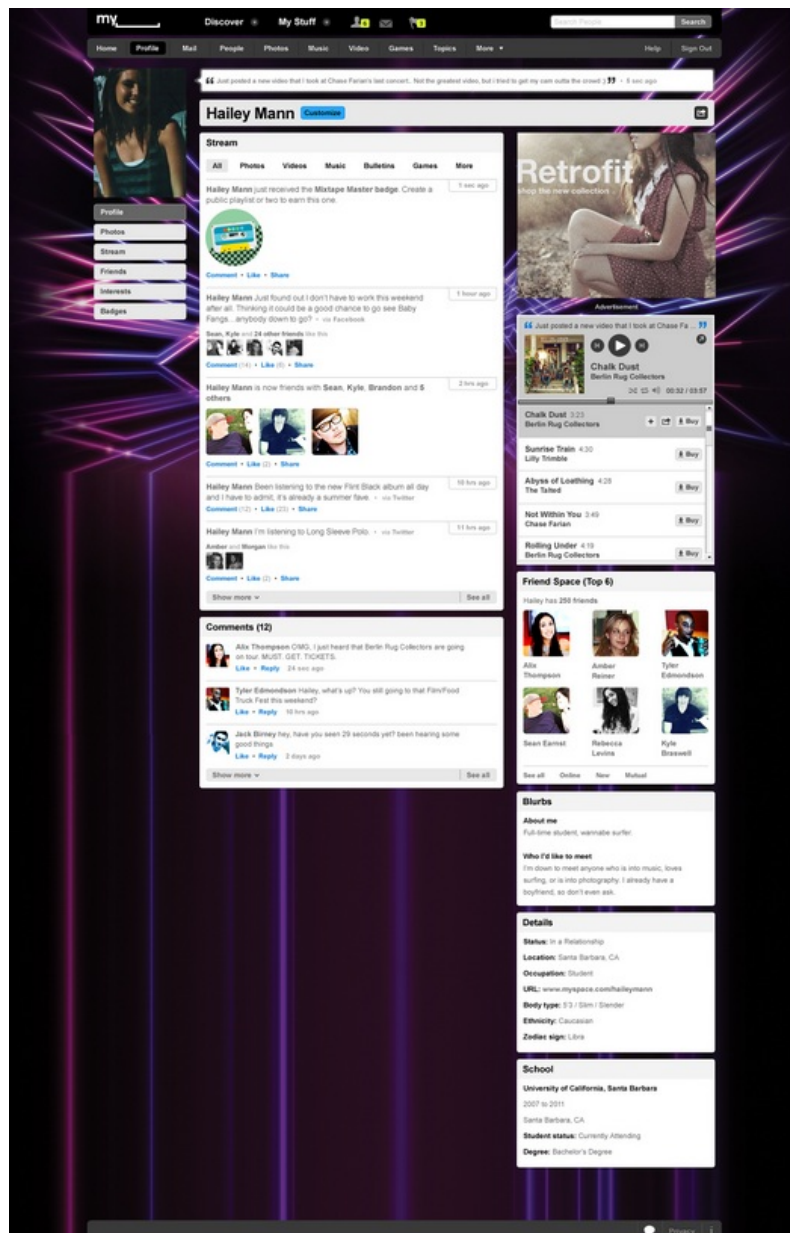 my____
Discover
My Stuff
Search People
Search
Home
Profile
Mail
People
Photos
Music
Video
Games
Topics
More
Help
Sign Out
Just posted a new video that I took at Chase Farian's last concert.. Not the greatest video, but i tried to get my cam outta the crowd :) • 8 sec ago
Hailey Mann
Customize
Profile
Photos
Stream
Friends
Interests
Badges
Stream
All
Photos
Videos
Music
Bulletins
Games
More
Hailey Mann just received the Mixtape Master badge. Create a
public playlist or two to earn this one.
1 sec ago
Comment • Like • Share
Hailey Mann Just found out I don't have to work this weekend
after all. Thinking it could be a good chance to go see Baby
Fangs... anybody down to go? • via Facebook
1 hour ago
Sean, Kyle and 24 other friends like this
Comment (14) • Like (6) • Share
Hailey Mann is now friends with Sean, Kyle, Brandon and 5
others
2 hrs ago
Comment • Like (2) • Share
Hailey Mann Been listening to the new Flint Black album all day
and I have to admit, it's already a summer fave. • via Twitter
10 hrs ago
Comment (12) • Like (23) • Share
Hailey Mann I'm listening to Long Sleeve Polo. • via Twitter
11 hrs ago
Amber and Morgan like this
Comment • Like (2) • Share
Show more
See all
Comments (12)
Alix Thompson OMG, I just heard that Berlin Rug Collectors are going
on tour. MUST. GET. TICKETS.
Like • Reply 24 sec ago
Tyler Edmondson Hailey, what's up? You still going to that Film/Food
Truck Fest this weekend?
Like • Reply 10 hrs ago
Jack Birney hey, have you seen 29 seconds yet? been hearing some
good things
Like • Reply 2 days ago
Show more
See all
Retrofit
shop the new collection
Advertisement
Just posted a new video that I took at Chase Fa ...
Chalk Dust
Berlin Rug Collectors
00:52 / 03:57
Chalk Dust 3:23
Berlin Rug Collectors
Buy
Sunrise Train 4:30
Lilly Trimble
Buy
Abyss of Loathing 4:28
The Talted
Buy
Not Within You 3:49
Chase Farian
Buy
Rolling Under 4:19
Berlin Rug Collectors
Buy
Friend Space (Top 6)
Hailey has 250 friends
Alix
Thompson
Amber
Reiner
Tyler
Edmondson
Sean Earnst
Rebecca
Levins
Kyle
Braswell
See all
Online
New
Mutual
Blurbs
About me
Full-time student, wannabe surfer.
Who I'd like to meet
I'm down to meet anyone who is into music, loves
surfing, or is into photography. I already have a
boyfriend, so don't even ask.
Details
Status: In a Relationship
Location: Santa Barbara, CA
Occupation: Student
URL: www.myspace.com/haileymann
Body type: 5'3 / Slim / Slender
Ethnicity: Caucasian
Zodiac sign: Libra
School
University of California, Santa Barbara
2007 to 2011
Santa Barbara, CA
Student status: Currently Attending
Degree: Bachelor's Degree
Privacy